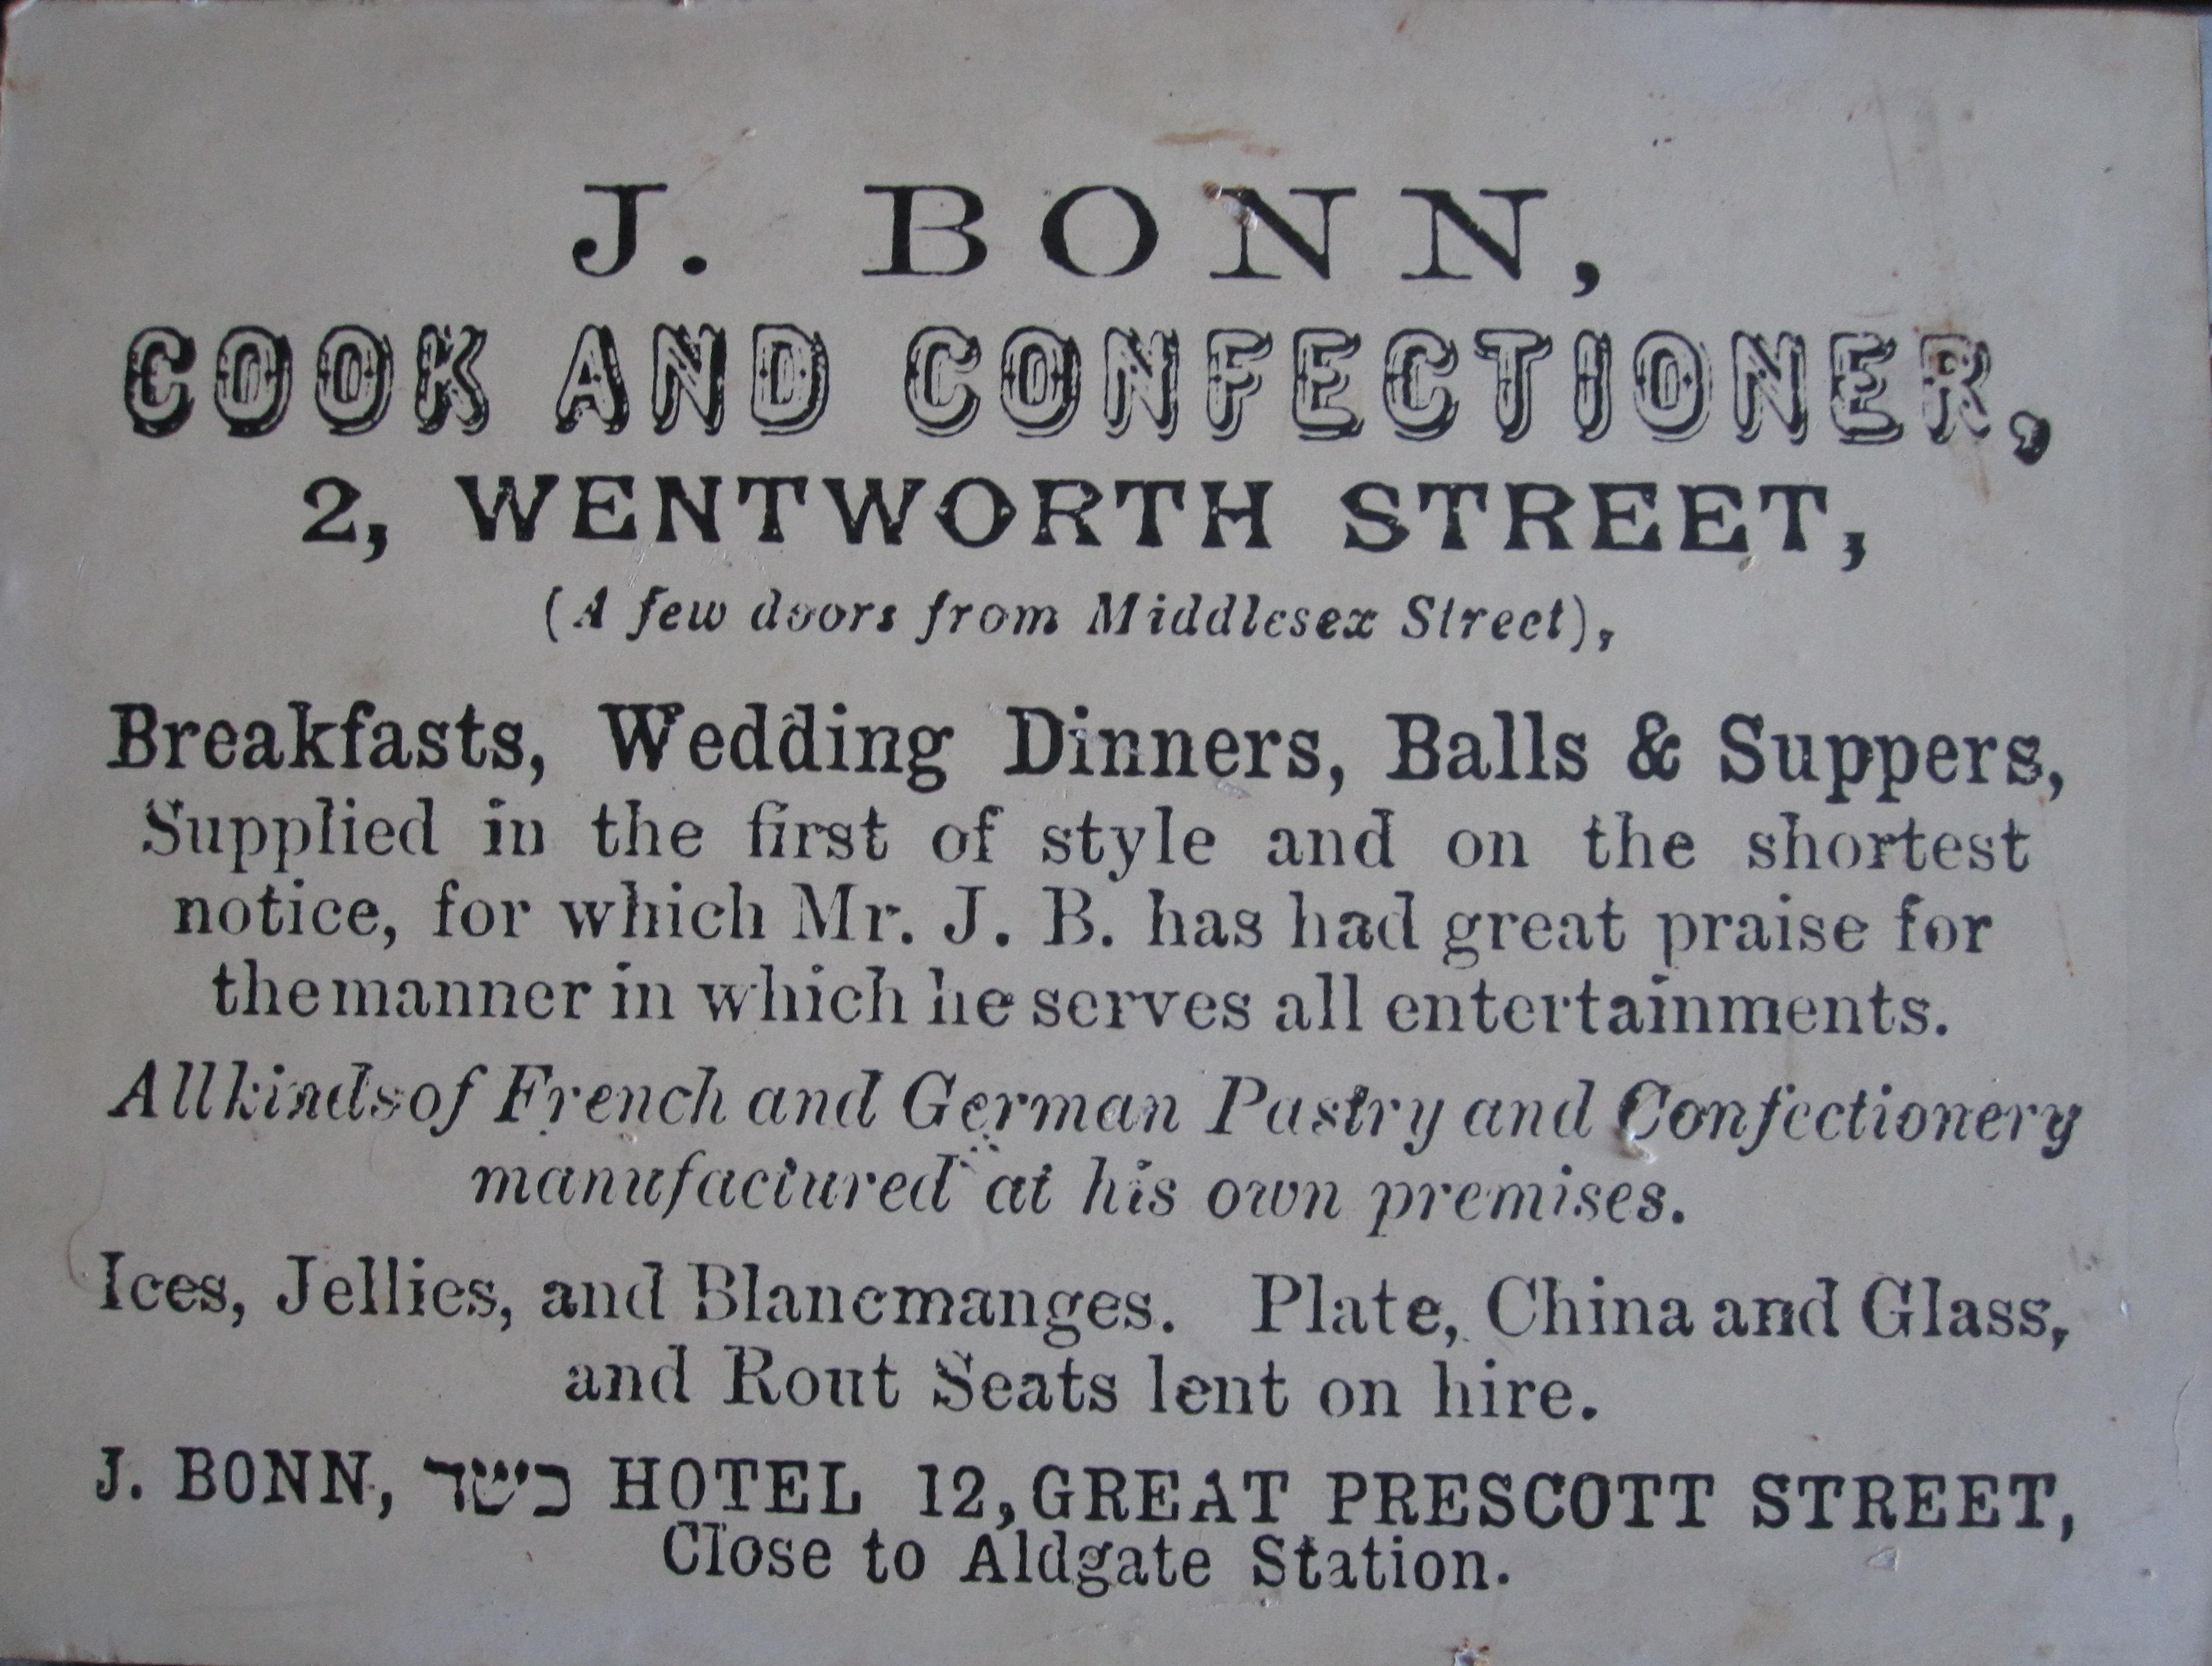 J. BONN,
COOK AND CONFECTIONER,
2, WENTWORTH STREET,
(A few doors from Middlesex Street),
Breakfasts, Wedding Dinners, Balls & Suppers,
Supplied in the first of style and on the shortest
notice, for which Mr. J. B. has had great praise for
the manner in which he serves all entertainments.
All kinds of French and German Pastry and Confectionery
manufactured at his own premises.
Ices, Jellies, and Blancmanges. Plate, China and Glass,
and Rout Seats lent on hire.
J. BONN, כשר HOTEL 12, GREAT PRESCOTT STREET,
Close to Aldgate Station.